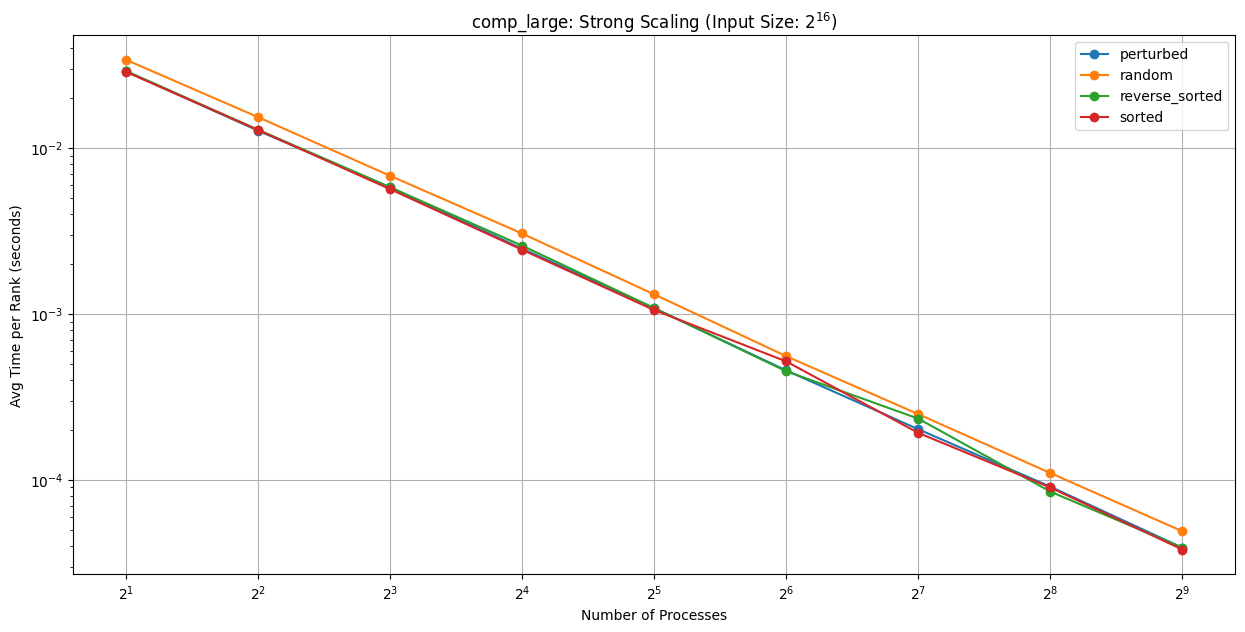 comp_large: Strong Scaling (Input Size: 2^16)
perturbed
random
reverse_sorted
sorted
Avg Time per Rank (seconds)
10^−2
10^−3
10^−4
2^1 2^2 2^3 2^4 2^5 2^6 2^7 2^8 2^9
Number of Processes